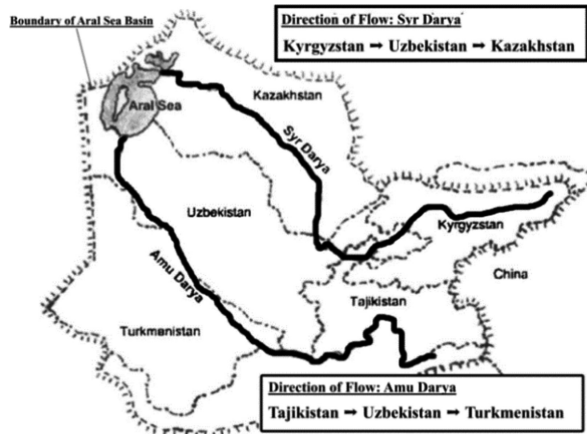 Boundary of Aral Sea Basin
Direction of Flow: Syr Darya
Kyrgyzstan ➡ Uzbekistan ➡ Kazakhstan
Aral Sea
Kazakhstan
Syr Darya
Uzbekistan
Kyrgyzstan
China
Amu Darya
Tajikistan
Turkmenistan
Direction of Flow: Amu Darya
Tajikistan ➡ Uzbekistan ➡ Turkmenistan